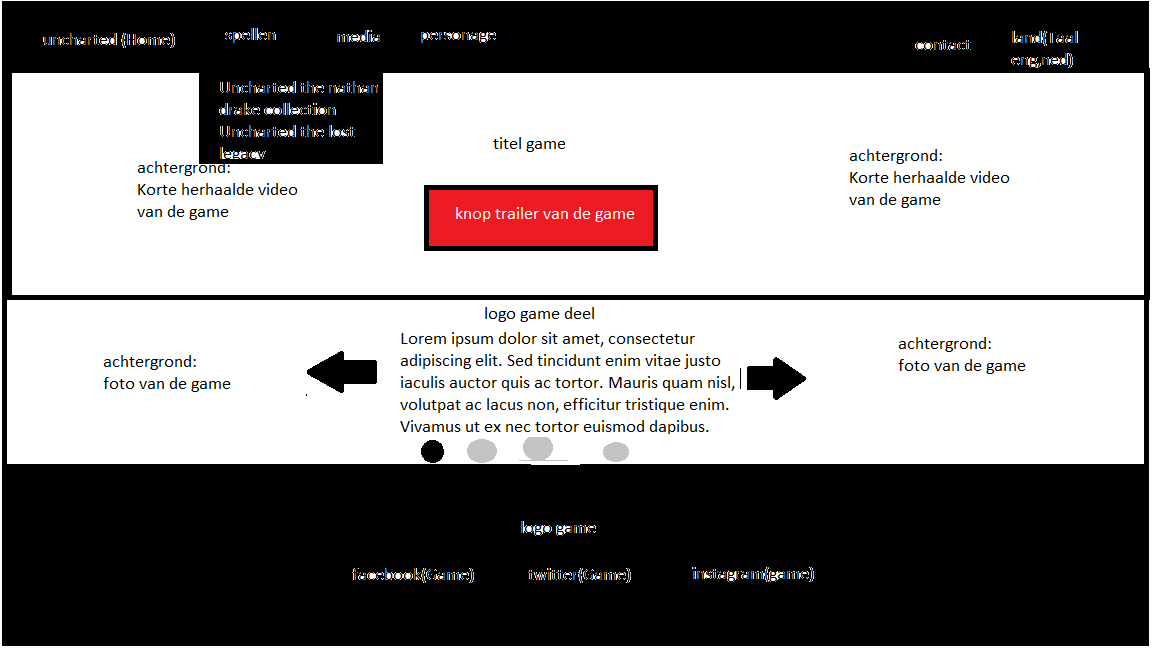 uncharted (Home)
spellen
media
personage
contact
land(Taal
eng,ned)
Uncharted the nathan
drake collection
Uncharted the lost
legacy
achtergrond:
Korte herhaalde video
van de game
titel game
knop trailer van de game
achtergrond:
Korte herhaalde video
van de game
logo game deel
Lorem ipsum dolor sit amet, consectetur
adipiscing elit. Sed tincidunt enim vitae justo
iaculis auctor quis ac tortor. Mauris quam nisl,
volutpat ac lacus non, efficitur tristique enim.
Vivamus ut ex nec tortor euismod dapibus.
achtergrond:
foto van de game
achtergrond:
foto van de game
logo game
facebook(Game)
twitter(Game)
instagram(game)